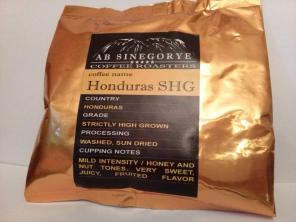 AB SINEGORYE
COFFEE ROASTERS
coffee name
Honduras SHG
COUNTRY
HONDURAS
GRADE
STRICTLY HIGH GROWN
PROCESSING
WASHED, SUN DRIED
CUPPING NOTES
MILD INTENSITY / HONEY AND
NUT TONES, VERY SWEET,
JUICY, FRUITED FLAVOR